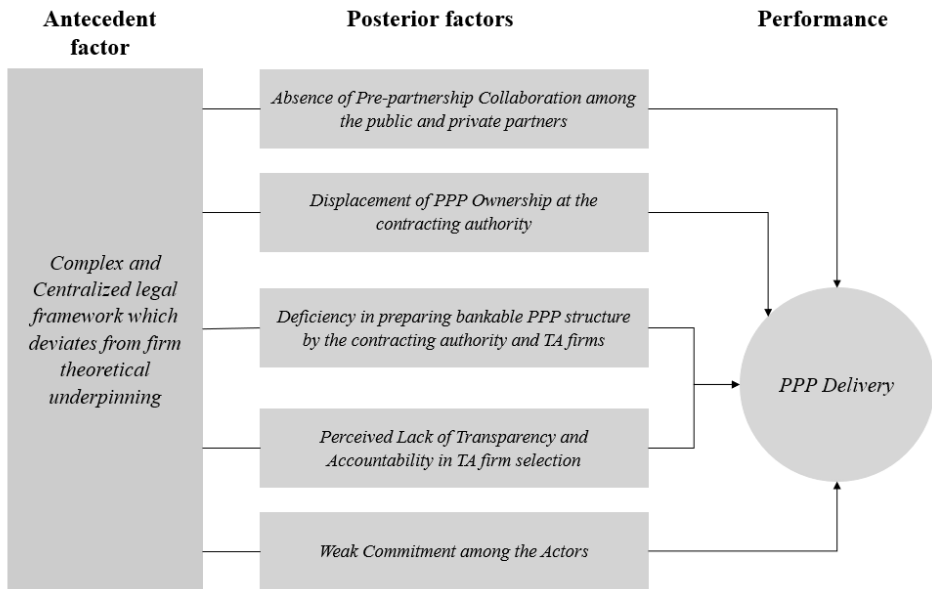 Antecedent
factor
Posterior factors
Performance
Complex and
Centralized legal
framework which
deviates from firm
theoretical
underpinning
Absence of Pre-partnership Collaboration among
the public and private partners
Displacement of PPP Ownership at the
contracting authority
Deficiency in preparing bankable PPP structure
by the contracting authority and TA firms
Perceived Lack of Transparency and
Accountability in TA firm selection
Weak Commitment among the Actors
PPP Delivery